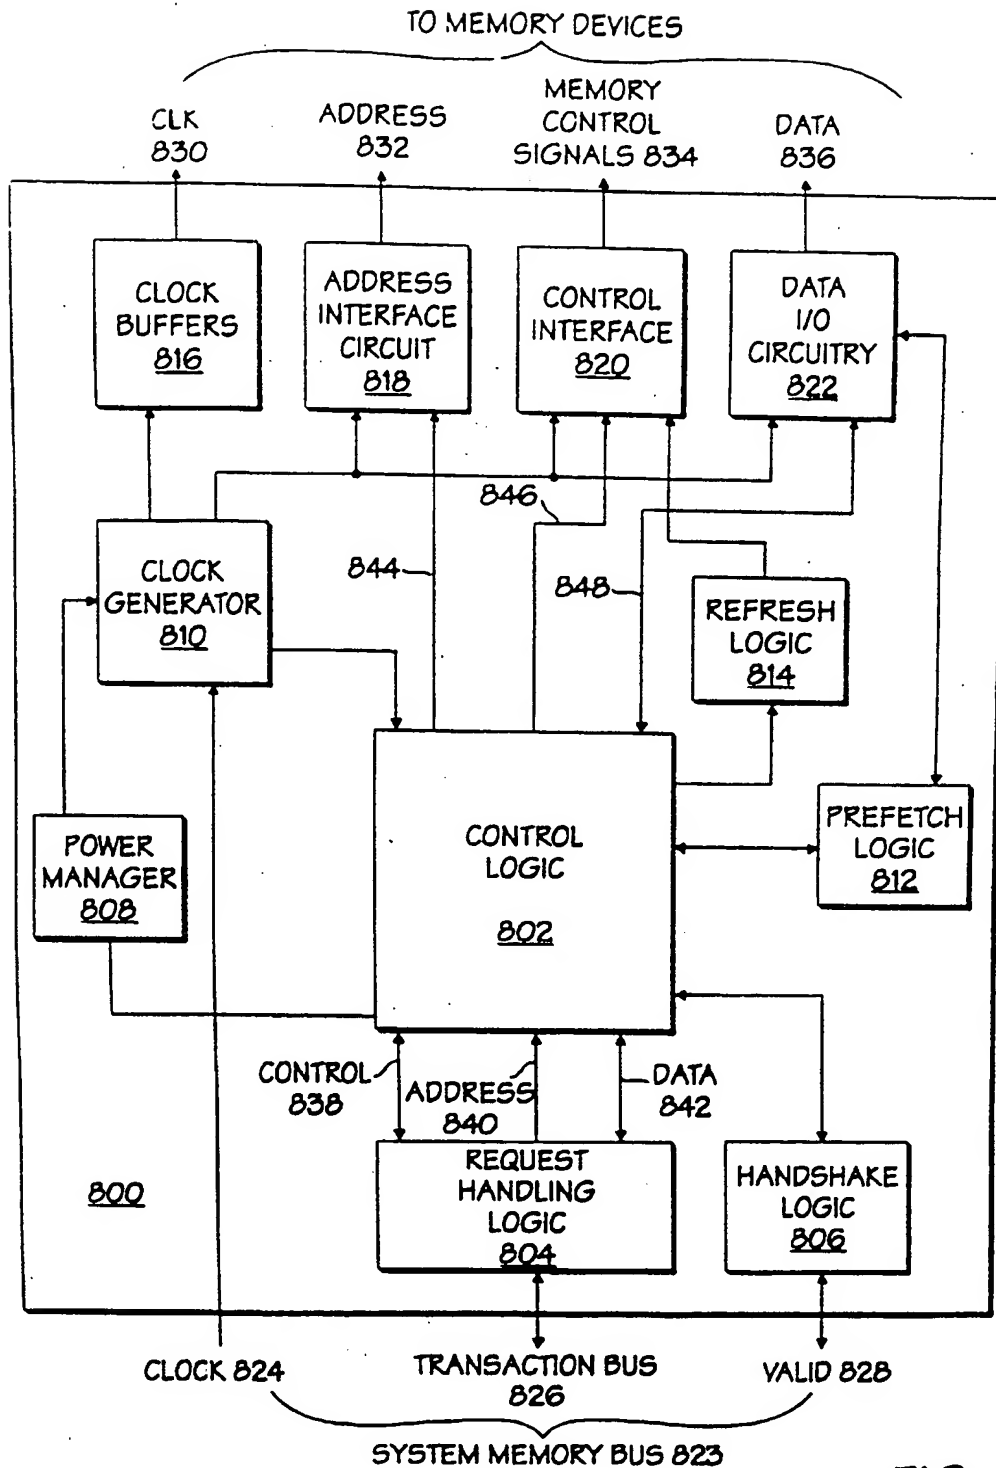 TO MEMORY DEVICES
CLK
830
ADDRESS
832
MEMORY
CONTROL
SIGNALS 834
DATA
836
CLOCK
BUFFERS
816
ADDRESS
INTERFACE
CIRCUIT
818
CONTROL
INTERFACE
820
DATA
I/O
CIRCUITRY
822
846
844
848
CLOCK
GENERATOR
810
REFRESH
LOGIC
814
POWER
MANAGER
808
CONTROL
LOGIC
802
PREFETCH
LOGIC
812
CONTROL
838
ADDRESS
840
DATA
842
800
REQUEST
HANDLING
LOGIC
804
HANDSHAKE
LOGIC
806
CLOCK 824
TRANSACTION BUS
826
VALID 828
SYSTEM MEMORY BUS 823